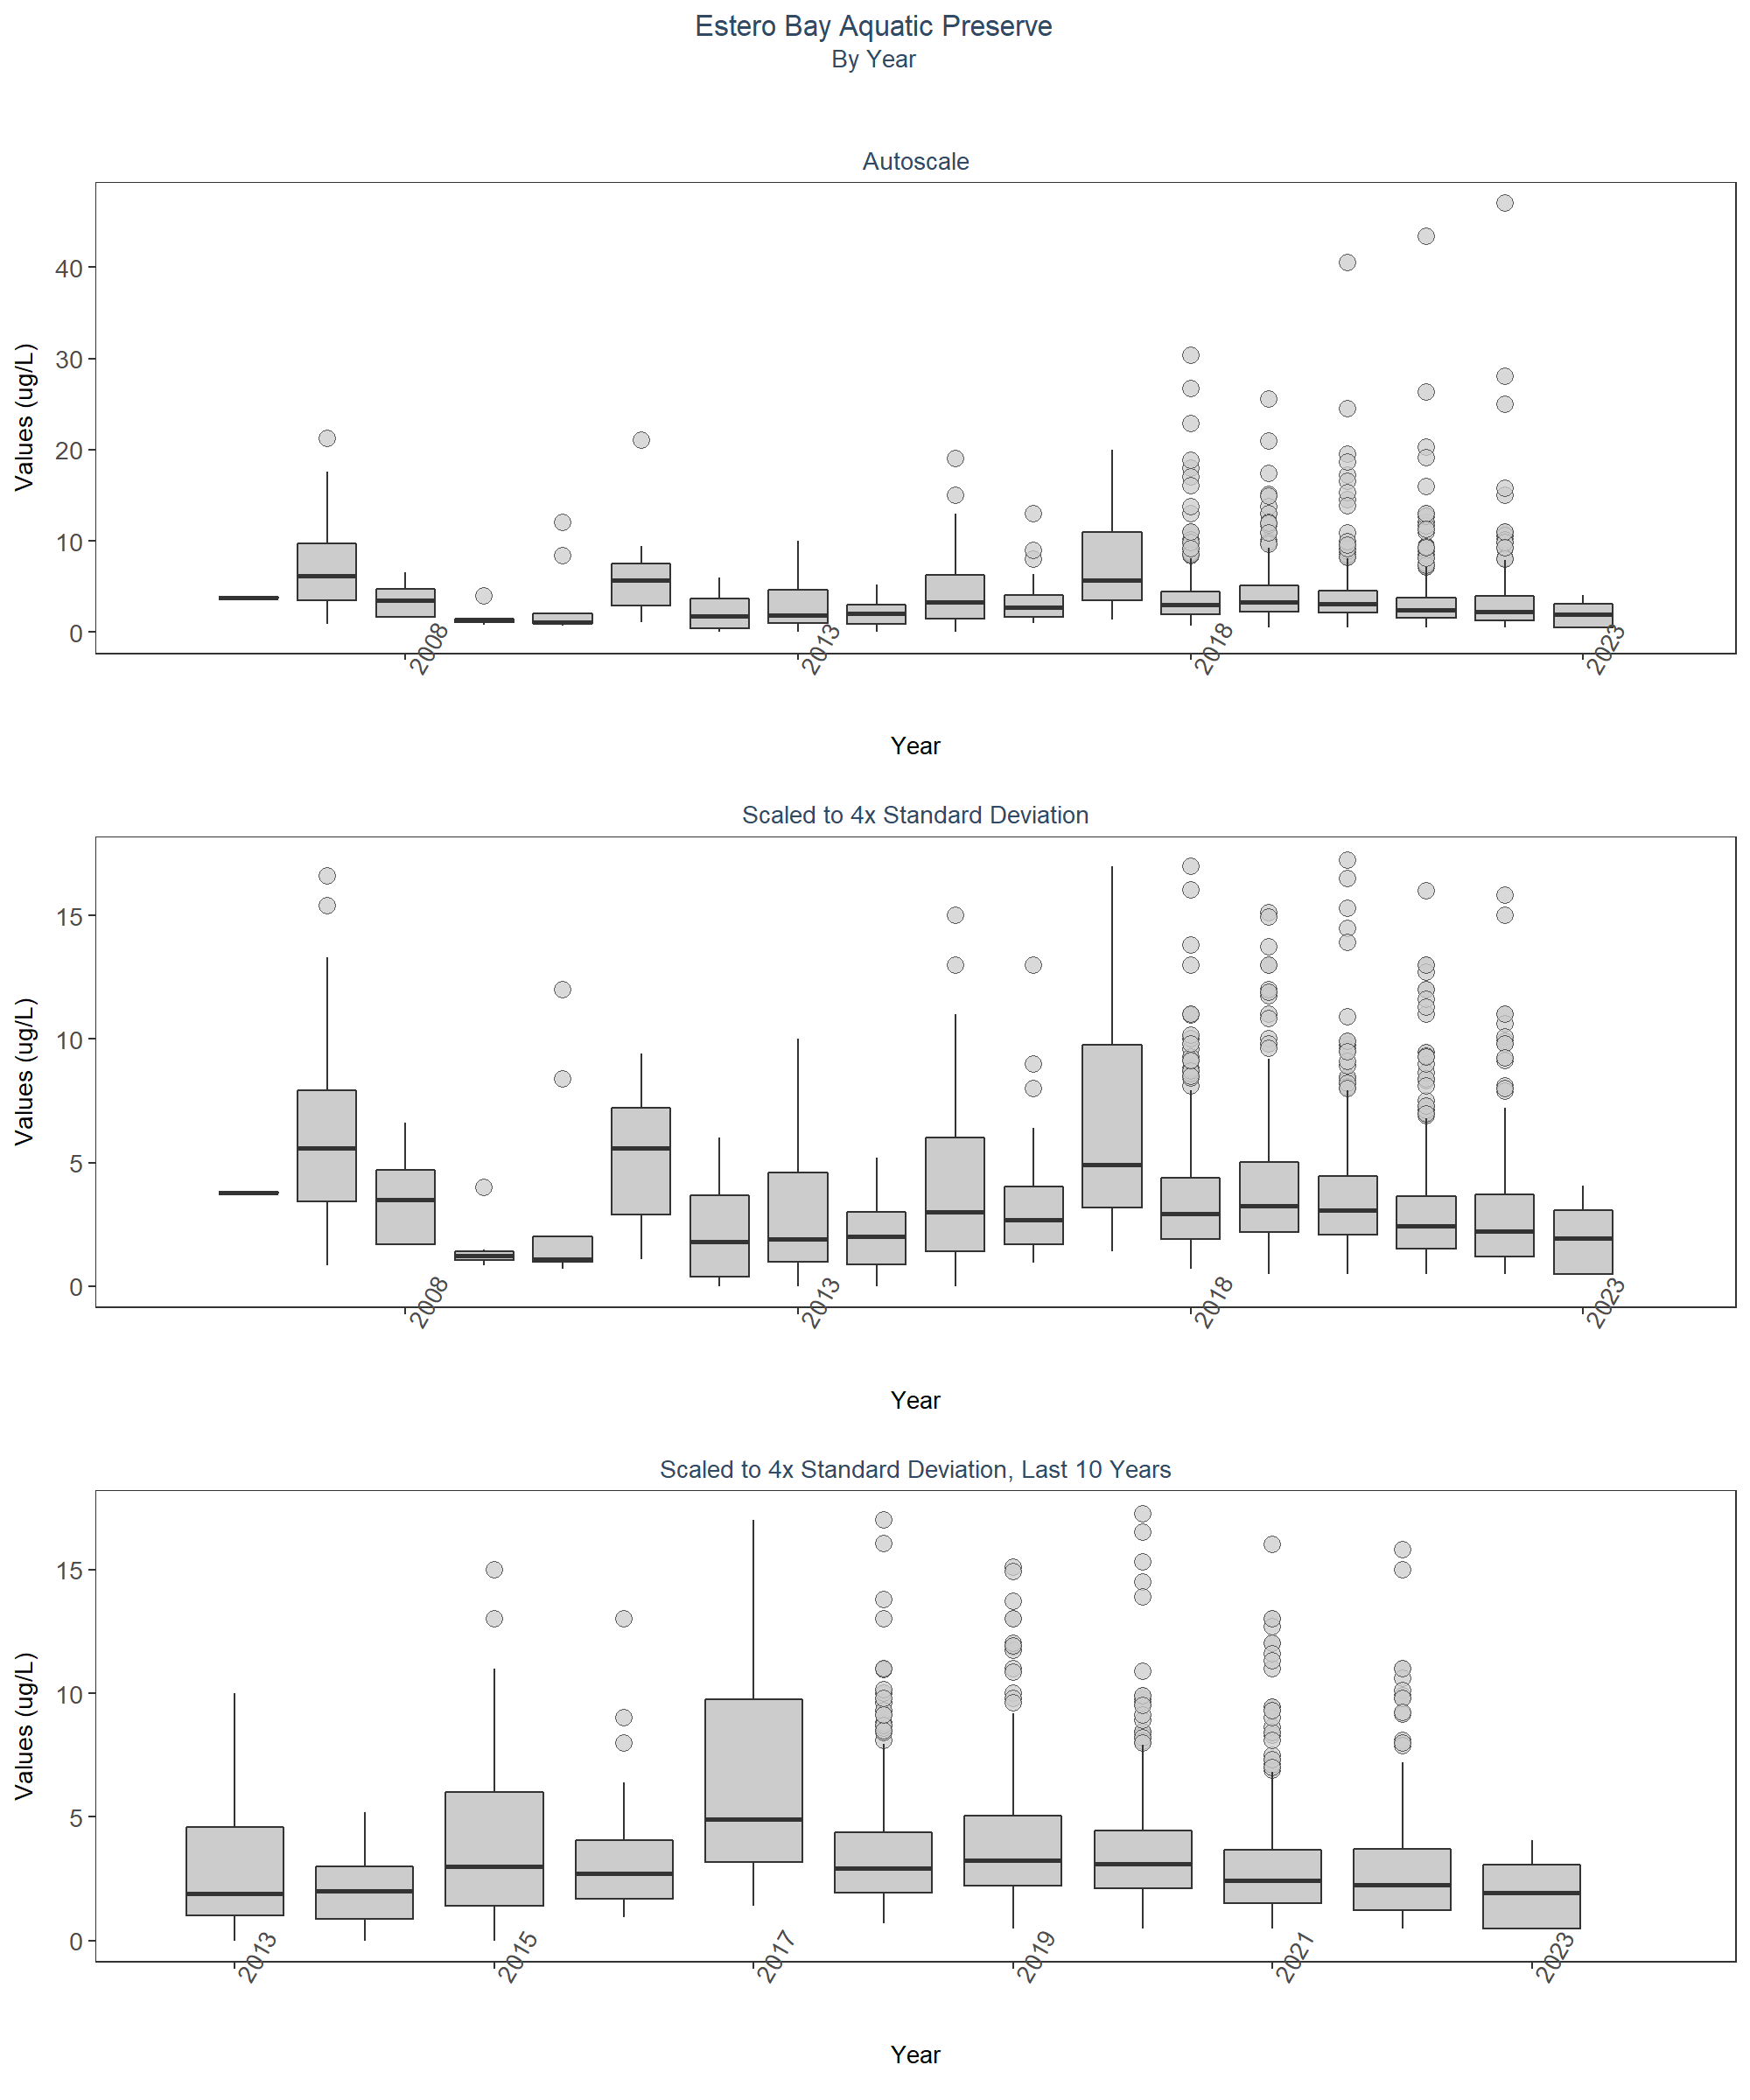 Estero Bay Aquatic Preserve
By Year
Autoscale
Values (ug/L)
40
30
20
10
0
2008
2013
2018
2023
Year
Scaled to 4x Standard Deviation
Values (ug/L)
15
10
5
0
2008
2013
2018
2023
Year
Scaled to 4x Standard Deviation, Last 10 Years
Values (ug/L)
15
10
5
0
2013
2015
2017
2019
2021
2023
Year